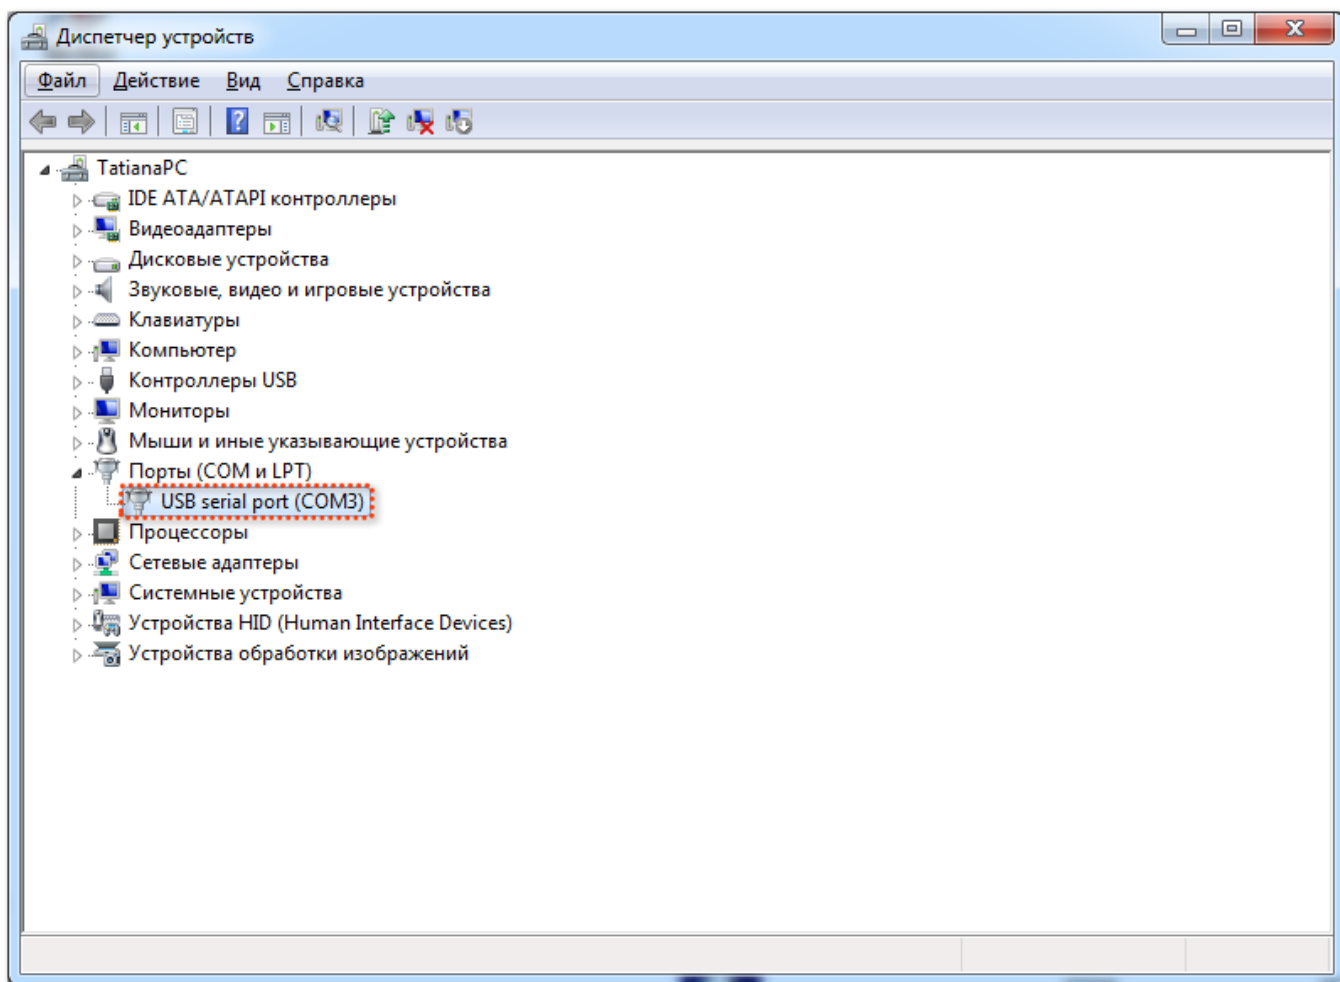 Диспетчер устройств
Файл Действие Вид Справка
TatianaPC
IDE ATA/ATAPI контроллеры
Видеоадаптеры
Дисковые устройства
Звуковые, видео и игровые устройства
Клавиатуры
Компьютер
Контроллеры USB
Мониторы
Мыши и иные указывающие устройства
Порты (COM и LPT)
USB serial port (COM3)
Процессоры
Сетевые адаптеры
Системные устройства
Устройства HID (Human Interface Devices)
Устройства обработки изображений